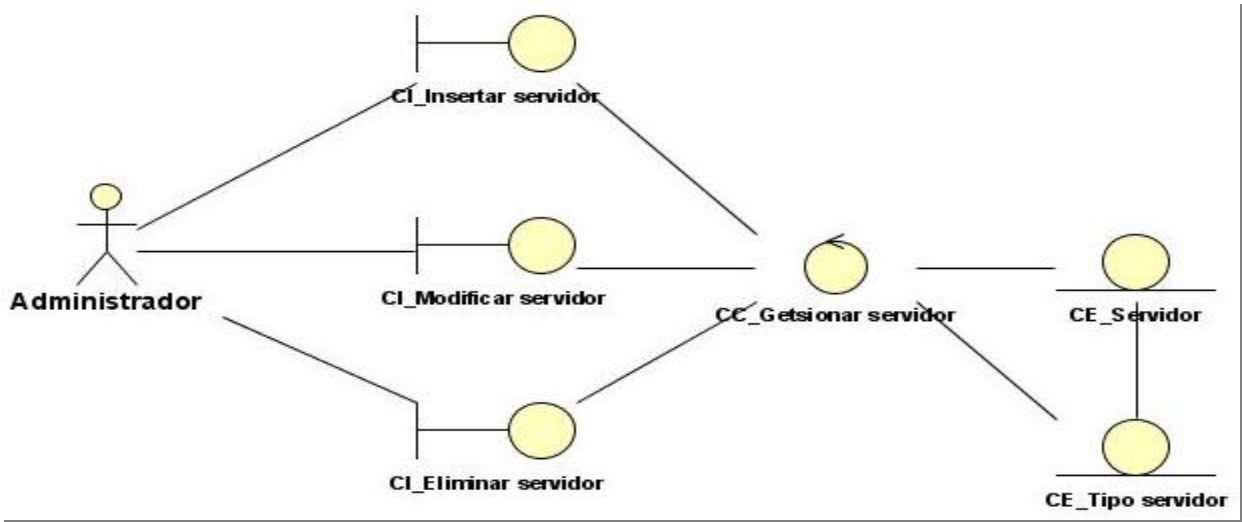 CI_Insertar servidor
Administrador
CI_Modificar servidor
CC_Getsionar servidor
CE_Servidor
CI_Eliminar servidor
CE_Tipo servidor